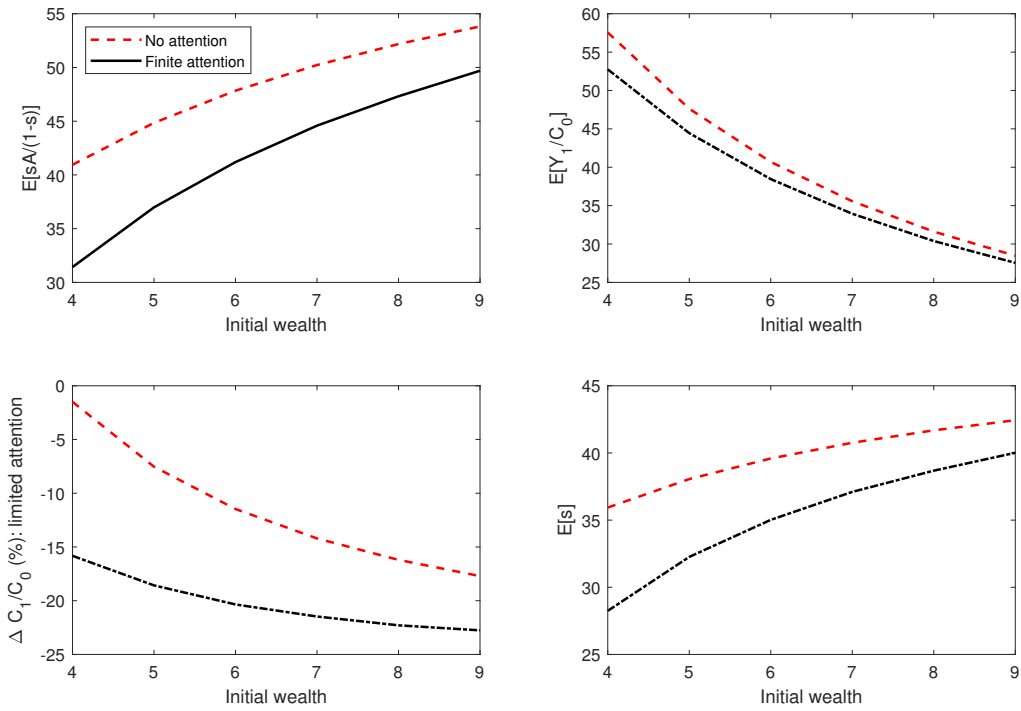 55
50
45
40
35
30
E[sA/(1-s)]
No attention
Finite attention
4 5 6 7 8 9
Initial wealth
60
55
50
45
40
35
30
25
E[Y₁/C₀]
4 5 6 7 8 9
Initial wealth
0
-5
-10
-15
-20
-25
Δ C₁/C₀ (%): limited attention
4 5 6 7 8 9
Initial wealth
45
40
35
30
25
E[s]
4 5 6 7 8 9
Initial wealth